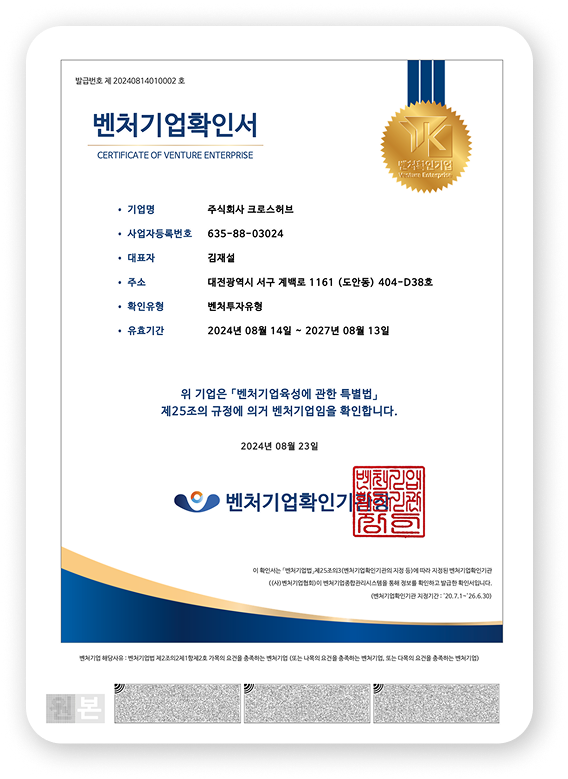 발급번호 제 20240814010002 호
벤처기업확인서
CERTIFICATE OF VENTURE ENTERPRISE
벤처확인기업
Venture Enterprise
• 기업명 주식회사 크로스허브
• 사업자등록번호 635-88-03024
• 대표자 김재설
• 주소 대전광역시 서구 계백로 1161 (도안동) 404-D38호
• 확인유형 벤처투자유형
• 유효기간 2024년 08월 14일 ~ 2027년 08월 13일
위 기업은 「벤처기업육성에 관한 특별법」
제25조의 규정에 의거 벤처기업임을 확인합니다.
2024년 08월 23일
벤처기업확인기관장
이 확인서는 「벤처기업법」제25조의3(벤처기업확인기관의 지정 등)에 따라 지정된 벤처기업확인기관
((사)벤처기업협회)이 벤처기업종합관리시스템을 통해 정보를 확인하고 발급한 확인서입니다.
(벤처기업확인기관 지정기간 : '20.7.1~'26.6.30)
벤처기업 해당사유 : 벤처기업법 제2조의2제1항제2호 가목의 요건을 충족하는 벤처기업 (또는 나목의 요건을 충족하는 벤처기업, 또는 다목의 요건을 충족하는 벤처기업)
원본